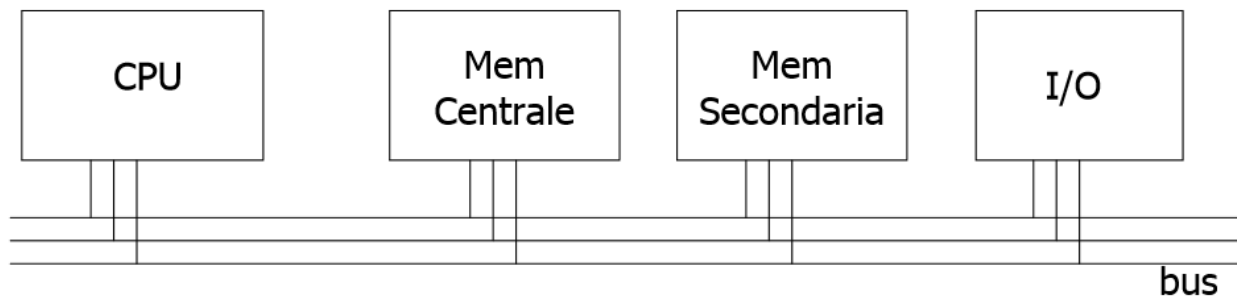 CPU
Mem
Centrale
Mem
Secondaria
I/O
bus